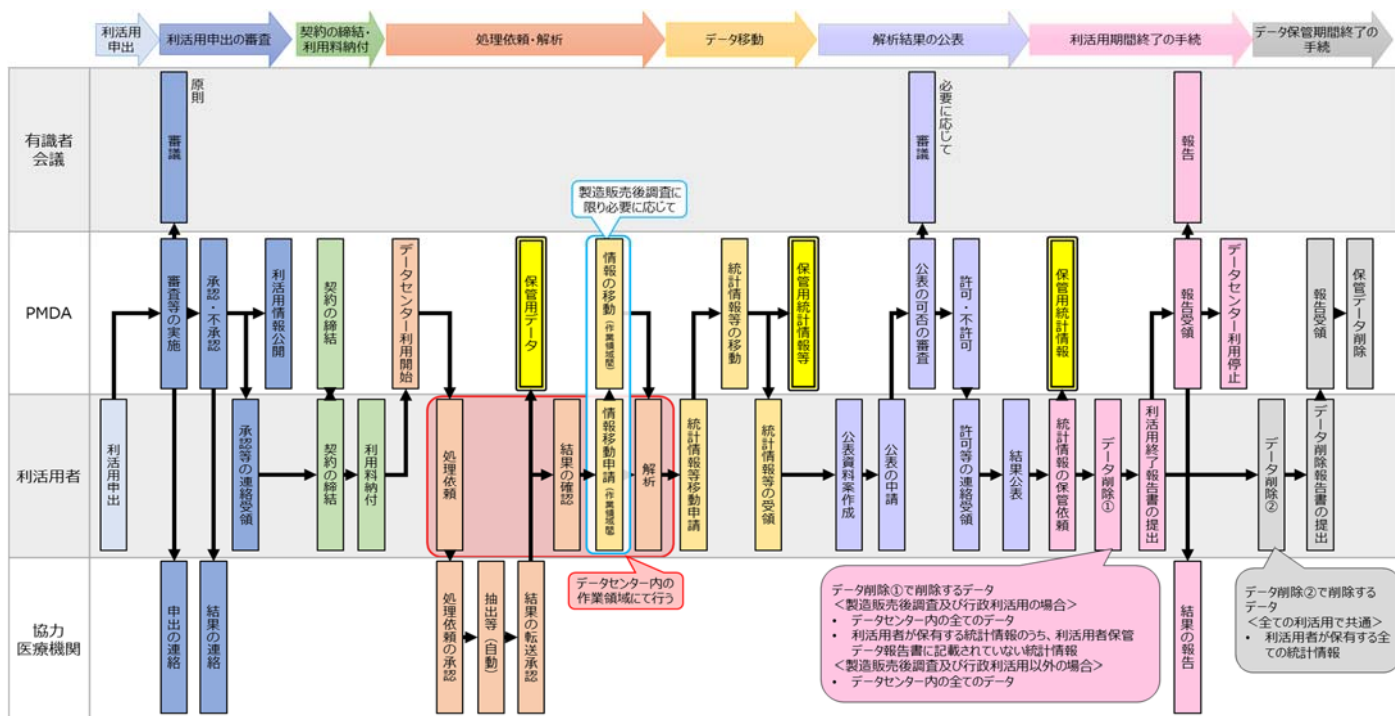 利活用
申出
利活用申出の審査
契約の締結・
利用料納付
処理依頼・解析
データ移動
解析結果の公表
利活用期間終了の手続
データ保管期間終了の
手続
有識者
会議
審議
原則
審議
必要に応じて
報告
製造販売後調査に
限り必要に応じて
PMDA
審査等の実施
承認・不承認
利活用情報公開
契約の締結
データセンター利用開始
保管用データ
情報の移動（作業領域間）
統計情報等の移動
保管用統計情報等
公表の可否の審査
許可・不許可
保管用統計情報
報告受領
データセンター利用停止
報告受領
保管データ削除
利活用者
利活用申出
承認等の連絡受領
契約の締結
利用料納付
処理依頼
結果の確認
情報移動申請（作業領域間）
解析
統計情報等移動申請
統計情報等の受領
公表資料案作成
公表の申請
許可等の連絡受領
結果公表
統計情報の保管依頼
データ削除①
利活用終了報告書の提出
データ削除②
データ削除報告書の提出
データセンター内の
作業領域にて行う
協力
医療機関
申出の連絡
結果の連絡
処理依頼の承認
抽出等（自動）
結果の転送承認
データ削除①で削除するデータ
＜製造販売後調査及び行政利活用の場合＞
• データセンター内の全てのデータ
• 利活用者が保有する統計情報のうち、利活用者保管
データ報告書に記載されていない統計情報
＜製造販売後調査及び行政利活用以外の場合＞
• データセンター内の全てのデータ
結果の報告
データ削除②で削除する
データ
＜全ての利活用で共通＞
• 利活用者が保有する全
ての統計情報